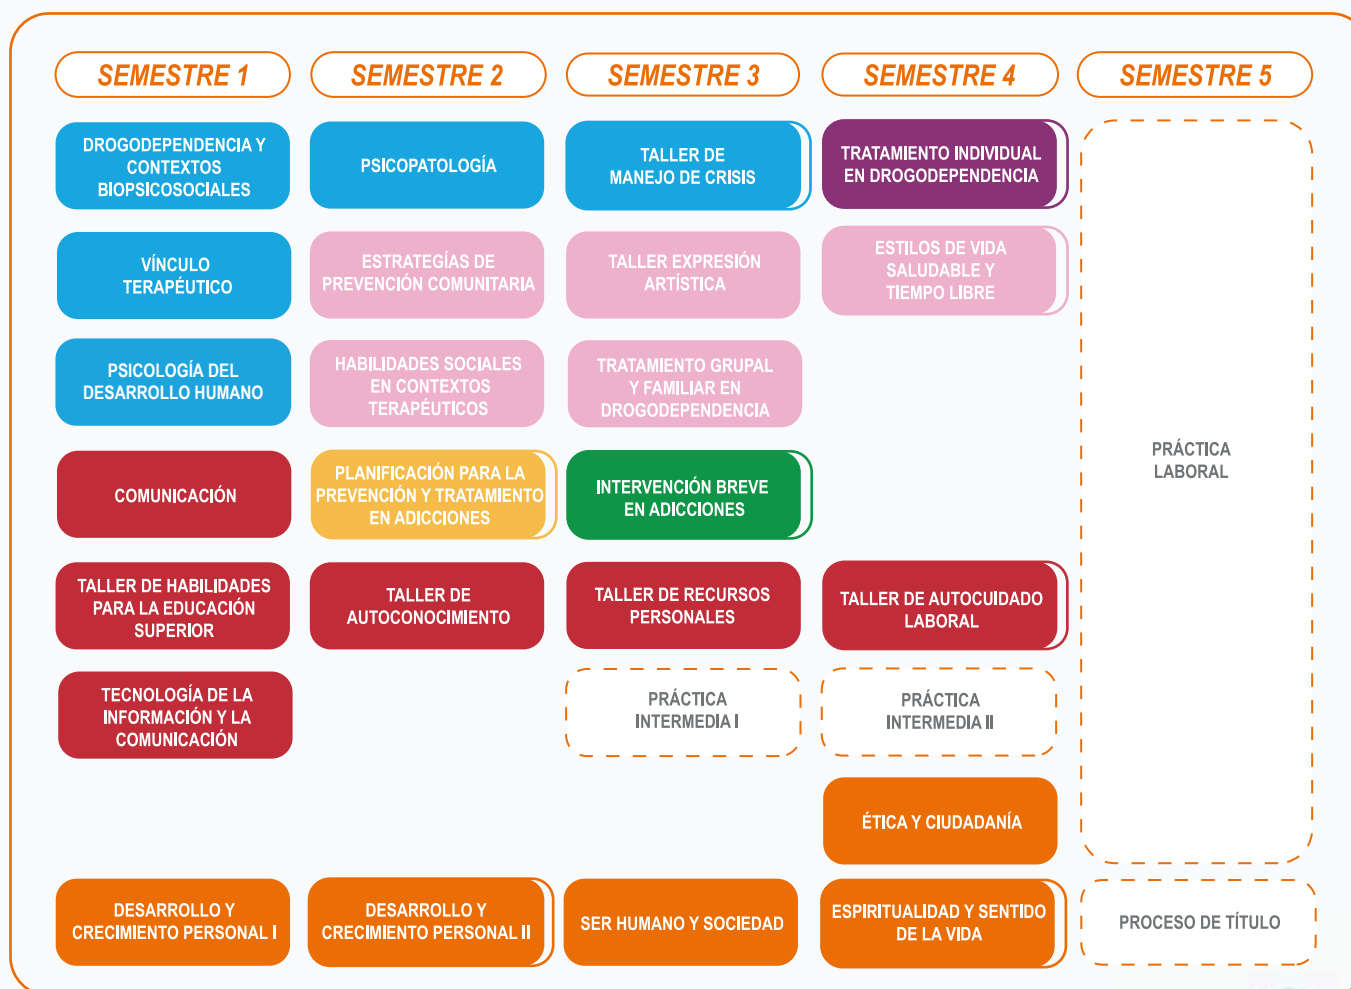 SEMESTRE 1
SEMESTRE 2
SEMESTRE 3
SEMESTRE 4
SEMESTRE 5
DROGODEPENDENCIA Y
CONTEXTOS
BIOPSICOSOCIALES
PSICOPATOLOGÍA
TALLER DE
MANEJO DE CRISIS
TRATAMIENTO INDIVIDUAL
EN DROGODEPENDENCIA
VÍNCULO
TERAPÉUTICO
ESTRATEGÍAS DE
PREVENCIÓN COMUNITARIA
TALLER EXPRESIÓN
ARTÍSTICA
ESTILOS DE VIDA
SALUDABLE Y
TIEMPO LIBRE
PSICOLOGÍA DEL
DESARROLLO HUMANO
HABILIDADES SOCIALES
EN CONTEXTOS
TERAPÉUTICOS
TRATAMIENTO GRUPAL
Y FAMILIAR EN
DROGODEPENDENCIA
PRÁCTICA
LABORAL
COMUNICACIÓN
PLANIFICACIÓN PARA LA
PREVENCIÓN Y TRATAMIENTO
EN ADICCIONES
INTERVENCIÓN BREVE
EN ADICCIONES
TALLER DE HABILIDADES
PARA LA EDUCACIÓN
SUPERIOR
TALLER DE
AUTOCONOCIMIENTO
TALLER DE RECURSOS
PERSONALES
TALLER DE AUTOCUIDADO
LABORAL
TECNOLOGÍA DE LA
INFORMACIÓN Y LA
COMUNICACIÓN
PRÁCTICA
INTERMEDIA I
PRÁCTICA
INTERMEDIA II
ÉTICA Y CIUDADANÍA
DESARROLLO Y
CRECIMIENTO PERSONAL I
DESARROLLO Y
CRECIMIENTO PERSONAL II
SER HUMANO Y SOCIEDAD
ESPIRITUALIDAD Y SENTIDO
DE LA VIDA
PROCESO DE TÍTULO